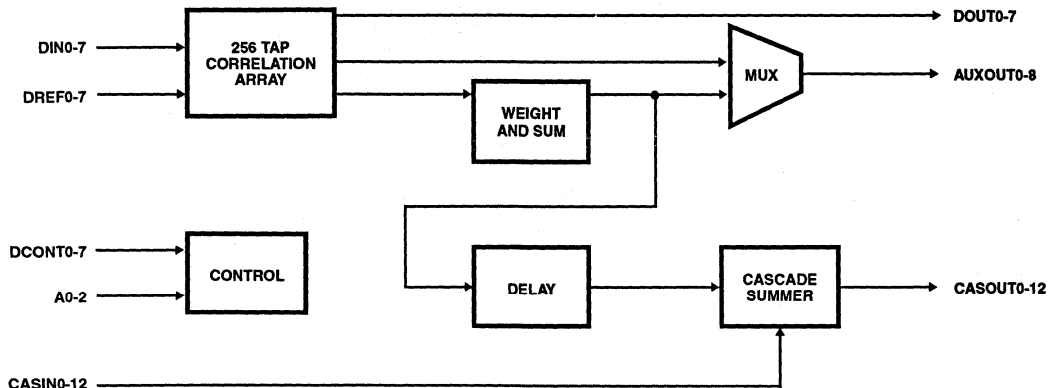 DOUT0-7
DIN0-7
256 TAP
CORRELATION
ARRAY
MUX
AUXOUT0-8
DREF0-7
WEIGHT
AND SUM
DCONT0-7
CONTROL
A0-2
DELAY
CASCADE
SUMMER
CASOUT0-12
CASIN0-12